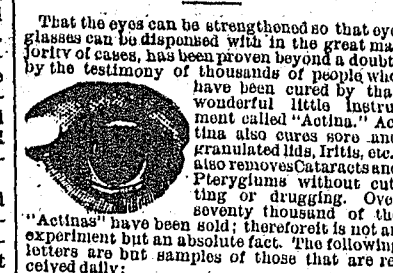 That the eyes can be strengthened so that eye
glasses can be dispensed with in the great ma
jority of cases, has been proven beyond a doubt
by the testimony of thousands of people who
have been cured by tha
wonderful little instru
ment called "Actina." Ac
tina also cures sore and
granulated lids, Iritis, etc.
also removes Cataracts and
Pterygiums without cut
ting or drugging. Ove
seventy thousand of the
"Actinas" have been sold; therefore it is not an
experiment but an absolute fact. The following
letters are but samples of those that are re
ceived daily: